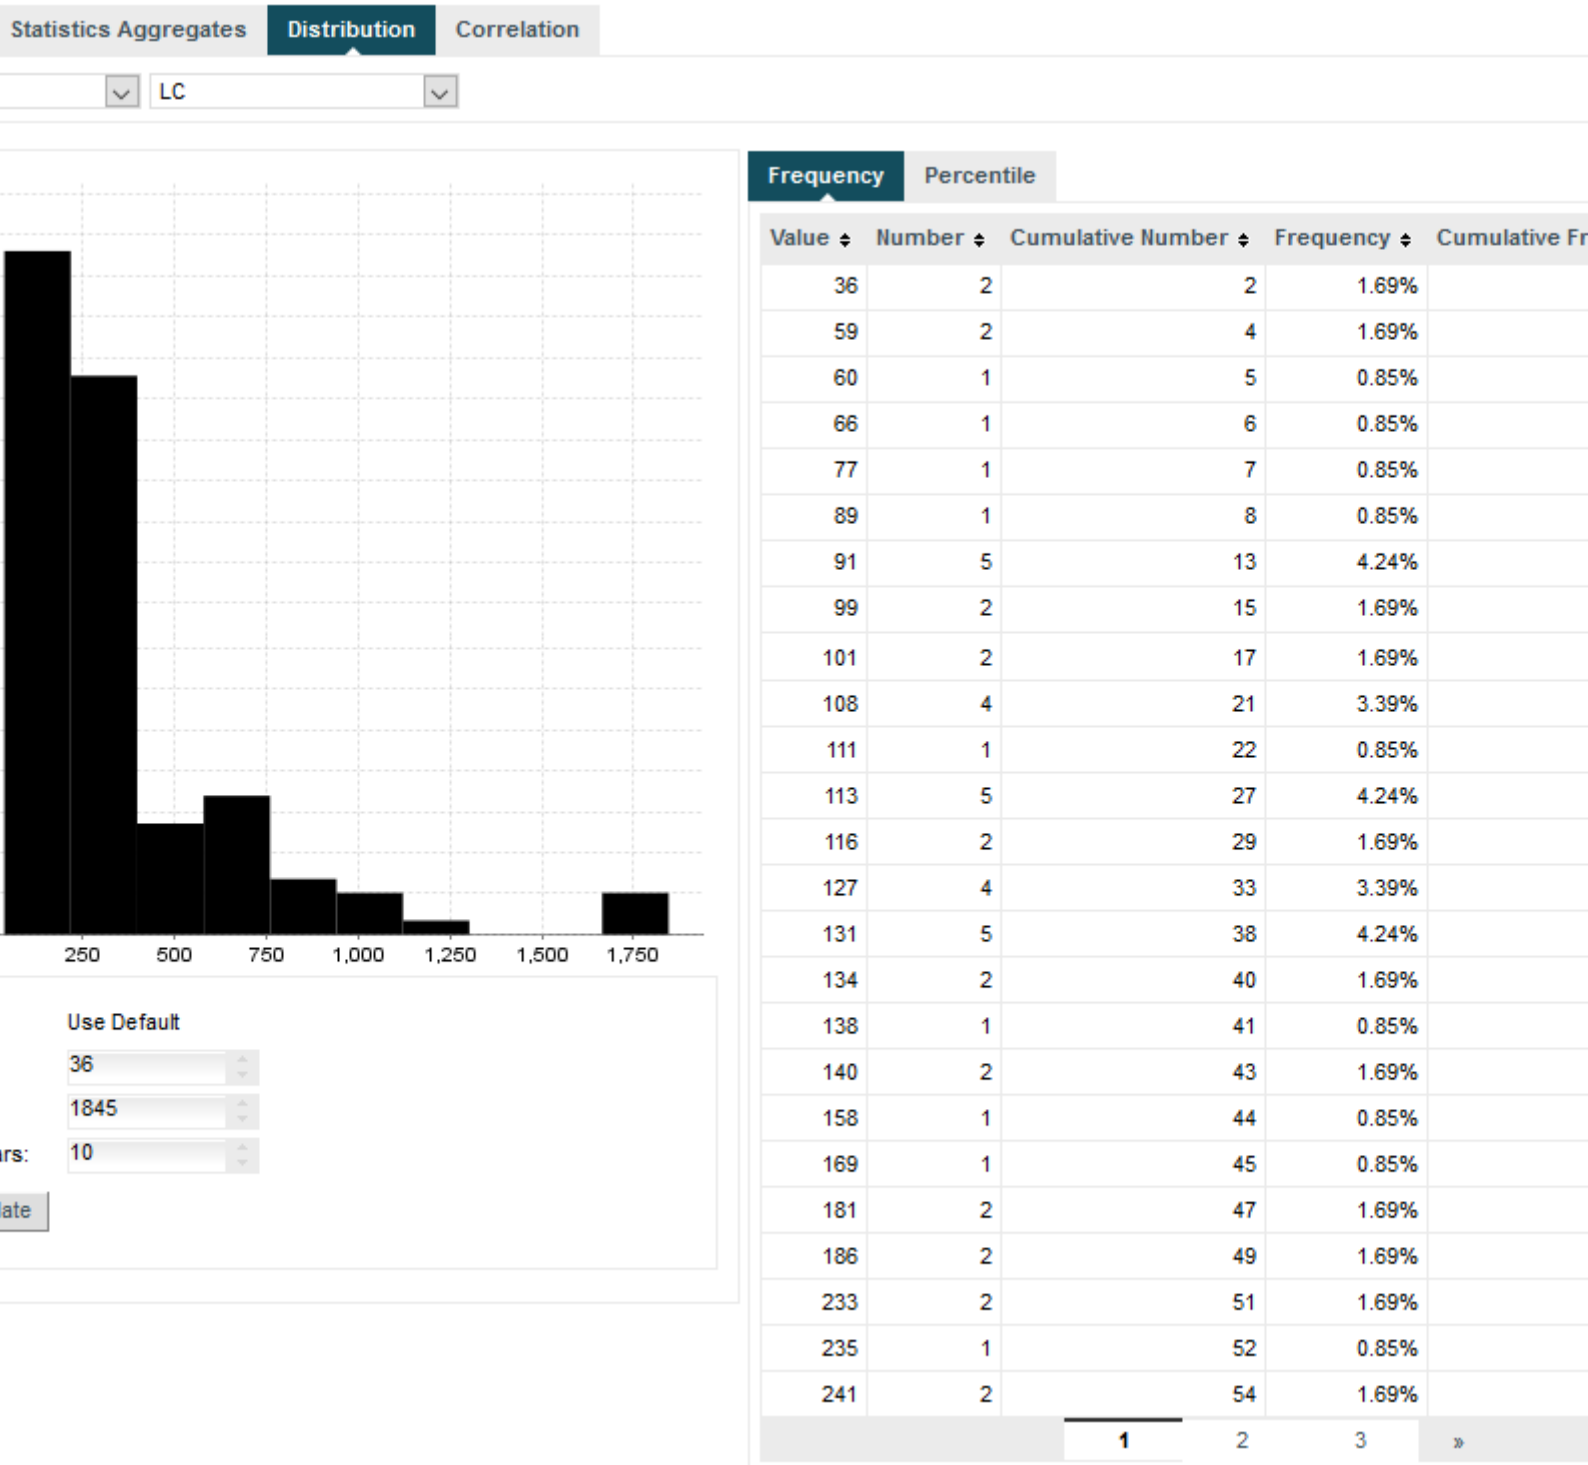 Statistics Aggregates Distribution Correlation
LC
Frequency Percentile
Value Number Cumulative Number Frequency Cumulative Fr
36 2 2 1.69%
59 2 4 1.69%
60 1 5 0.85%
66 1 6 0.85%
77 1 7 0.85%
89 1 8 0.85%
91 5 13 4.24%
99 2 15 1.69%
101 2 17 1.69%
108 4 21 3.39%
111 1 22 0.85%
113 5 27 4.24%
116 2 29 1.69%
127 4 33 3.39%
131 5 38 4.24%
134 2 40 1.69%
138 1 41 0.85%
140 2 43 1.69%
158 1 44 0.85%
169 1 45 0.85%
181 2 47 1.69%
186 2 49 1.69%
233 2 51 1.69%
235 1 52 0.85%
241 2 54 1.69%
1 2 3 »
250 500 750 1,000 1,250 1,500 1,750
Use Default
36
1845
ars: 10
late